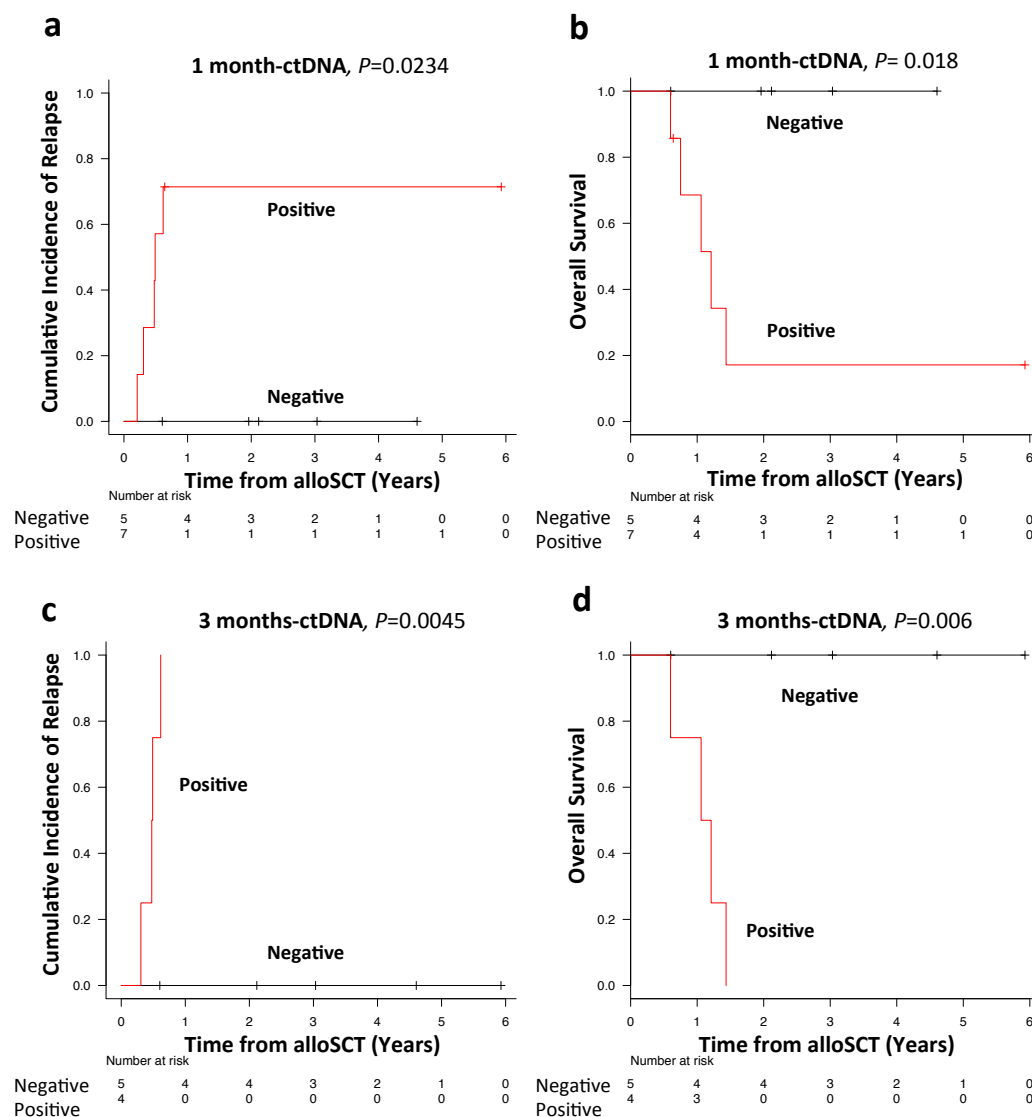 a
1 month-ctDNA, P=0.0234
Cumulative Incidence of Relapse
1.0
0.8
0.6
0.4
0.2
0.0
Positive
Negative
0 1 2 3 4 5 6
Time from alloSCT (Years)
Number at risk
Negative 5 4 3 2 1 0 0
Positive 7 1 1 1 1 1 0
b
1 month-ctDNA, P= 0.018
Overall Survival
1.0
0.8
0.6
0.4
0.2
0.0
Negative
Positive
0 1 2 3 4 5 6
Time from alloSCT (Years)
Number at risk
Negative 5 4 3 2 1 0 0
Positive 7 4 1 1 1 1 0
c
3 months-ctDNA, P=0.0045
Cumulative Incidence of Relapse
1.0
0.8
0.6
0.4
0.2
0.0
Positive
Negative
0 1 2 3 4 5 6
Time from alloSCT (Years)
Number at risk
Negative 5 4 4 3 2 1 0
Positive 4 0 0 0 0 0 0
d
3 months-ctDNA, P=0.006
Overall Survival
1.0
0.8
0.6
0.4
0.2
0.0
Negative
Positive
0 1 2 3 4 5 6
Time from alloSCT (Years)
Number at risk
Negative 5 4 4 3 2 1 0
Positive 4 3 0 0 0 0 0